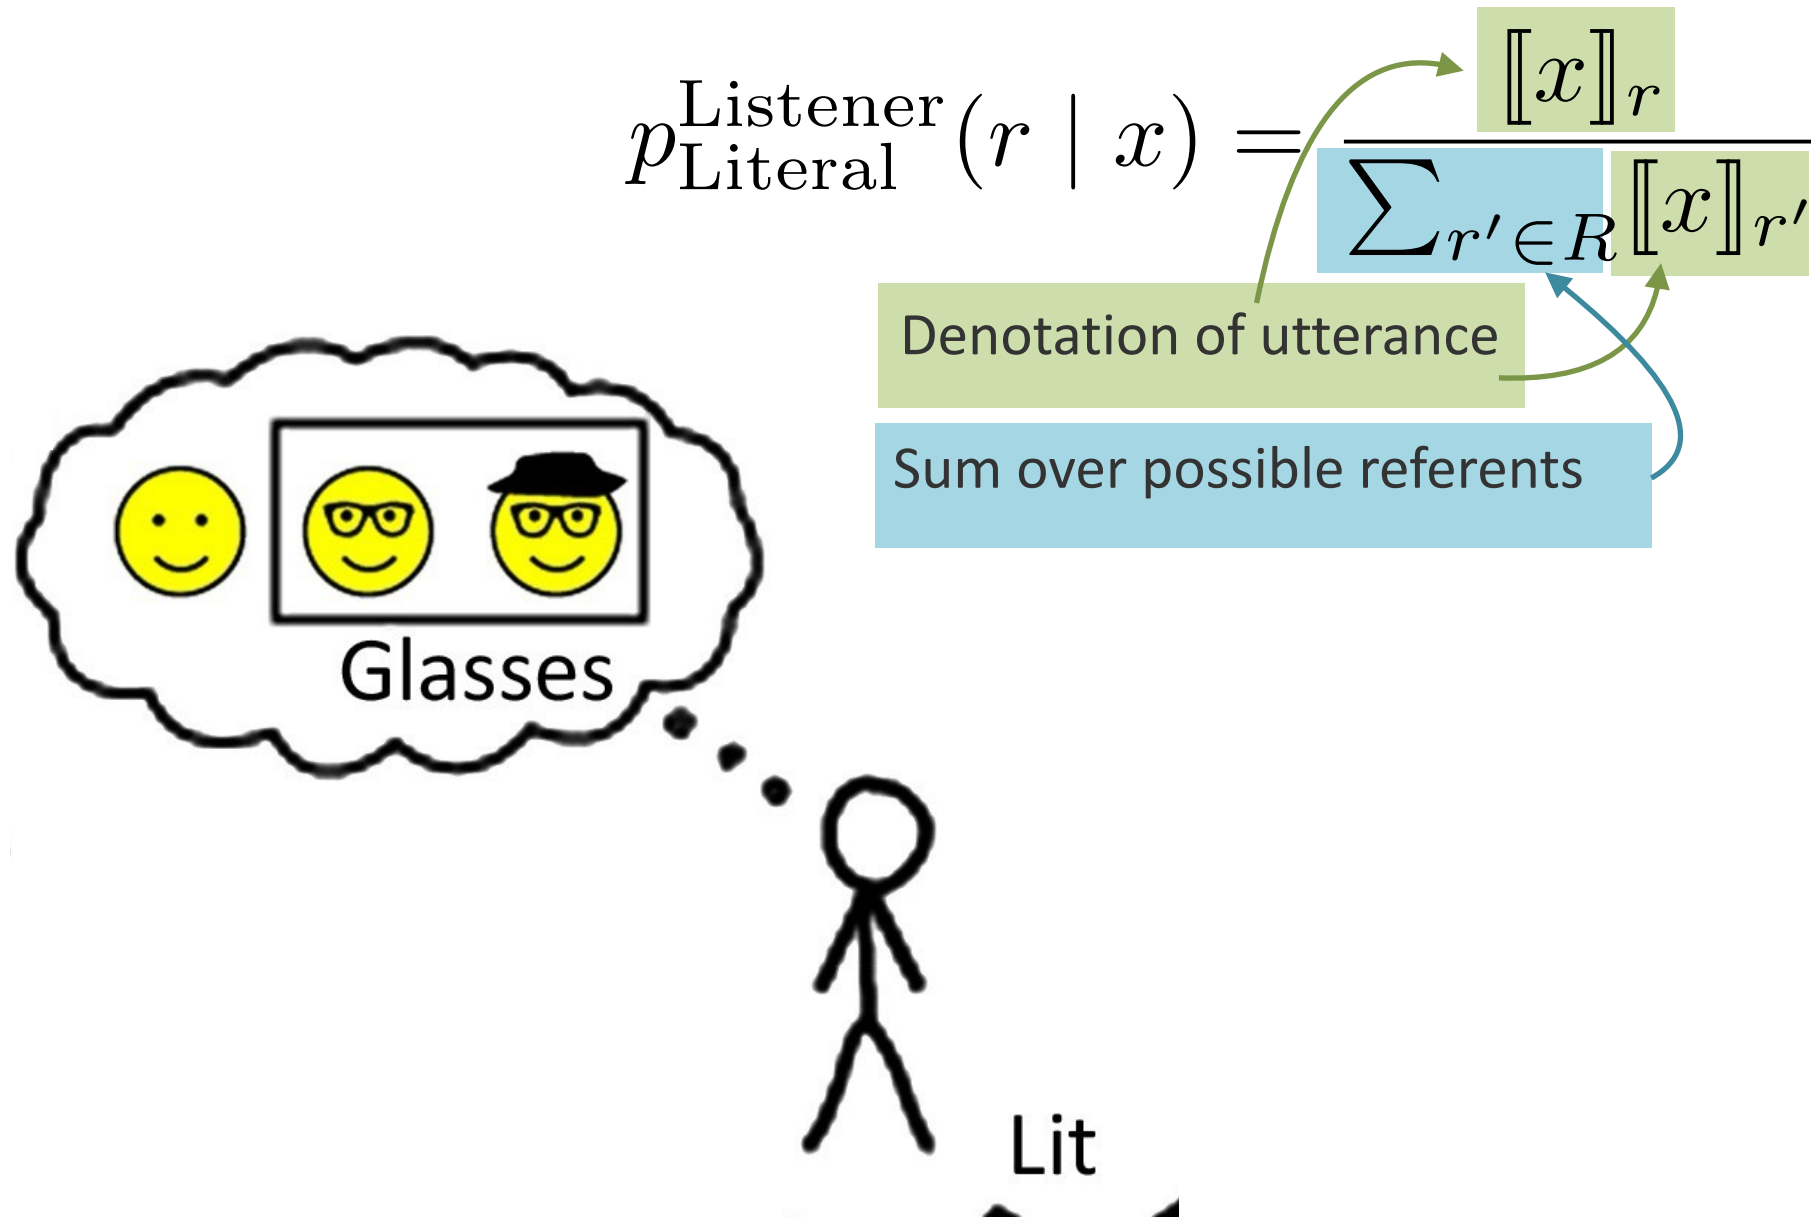 p^Listener_Literal(r | x) = ⟦x⟧_r / ∑_{r′∈R} ⟦x⟧_{r′}
Denotation of utterance
Sum over possible referents
Glasses
Lit